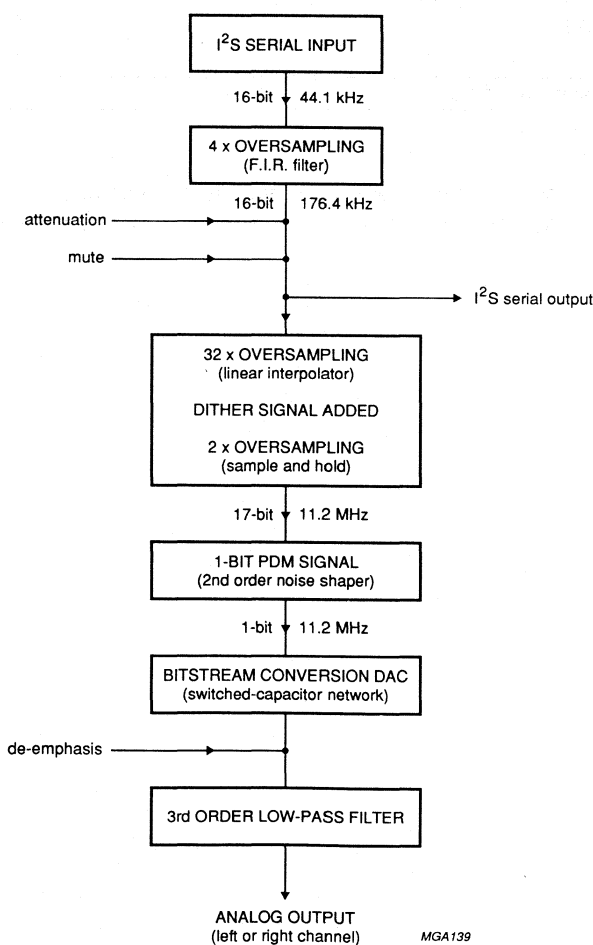 I²S SERIAL INPUT
16-bit 44.1 kHz
4 x OVERSAMPLING
(F.I.R. filter)
16-bit 176.4 kHz
attenuation
mute
I²S serial output
32 x OVERSAMPLING
(linear interpolator)
DITHER SIGNAL ADDED
2 x OVERSAMPLING
(sample and hold)
17-bit 11.2 MHz
1-BIT PDM SIGNAL
(2nd order noise shaper)
1-bit 11.2 MHz
BITSTREAM CONVERSION DAC
(switched-capacitor network)
de-emphasis
3rd ORDER LOW-PASS FILTER
ANALOG OUTPUT
(left or right channel)
MGA139